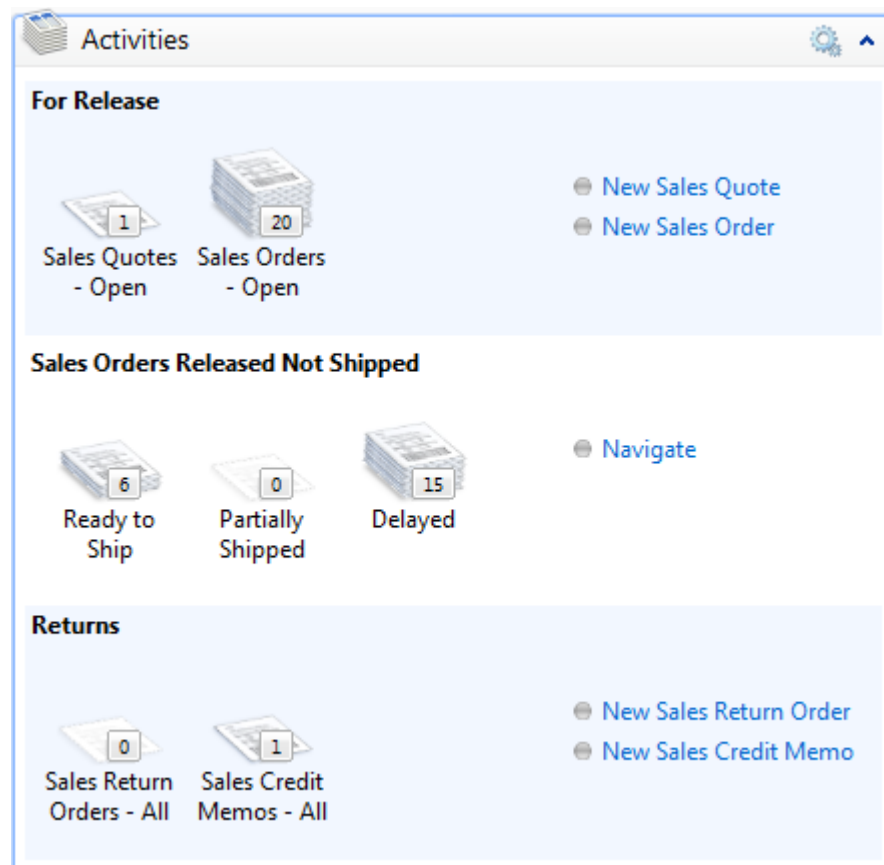 Activities
For Release
1
20
Sales Quotes
- Open
Sales Orders
- Open
New Sales Quote
New Sales Order
Sales Orders Released Not Shipped
6
0
15
Ready to
Ship
Partially
Shipped
Delayed
Navigate
Returns
0
1
Sales Return
Orders - All
Sales Credit
Memos - All
New Sales Return Order
New Sales Credit Memo